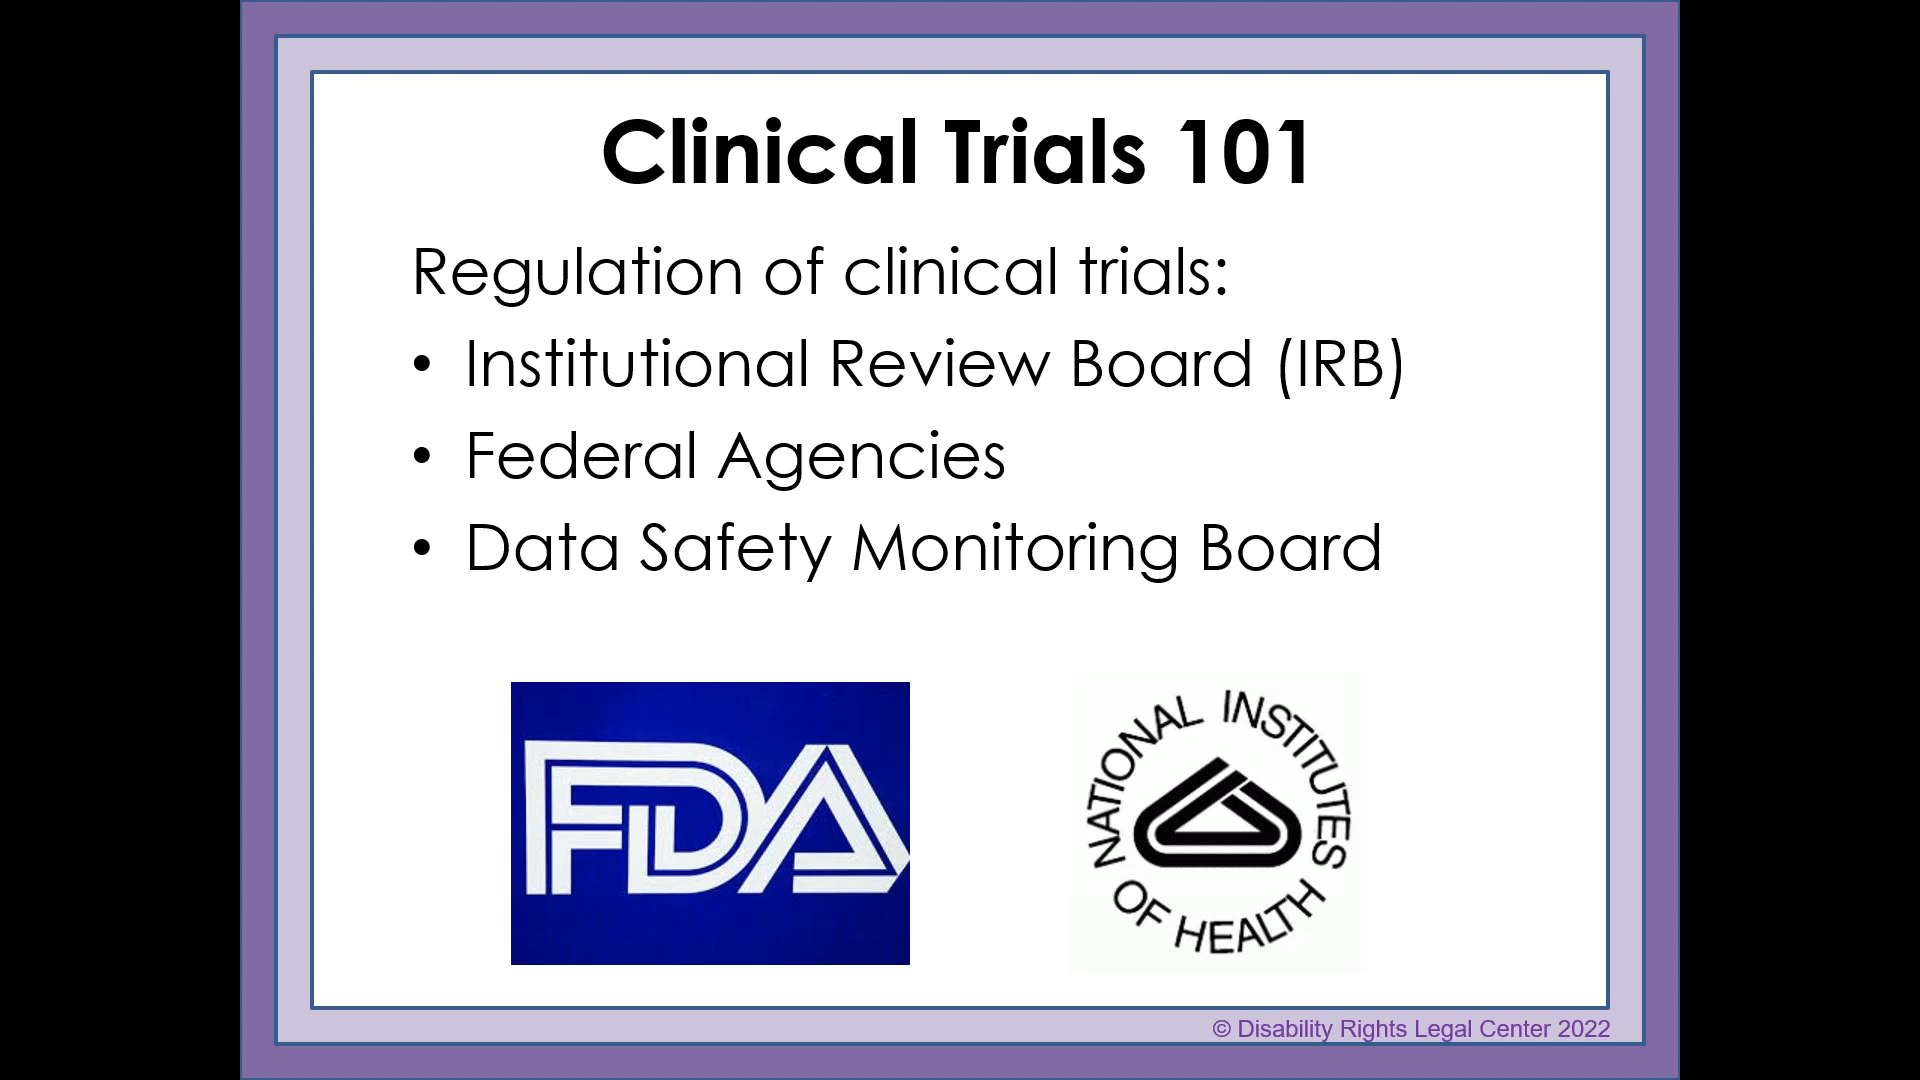 Clinical Trials 101
Regulation of clinical trials:
• Institutional Review Board (IRB)
• Federal Agencies
• Data Safety Monitoring Board
FDA
NATIONAL INSTITUTES OF HEALTH
© Disability Rights Legal Center 2022